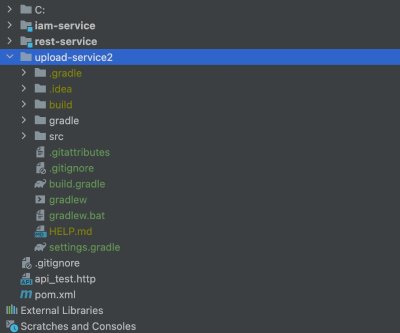 C:
iam-service
rest-service
upload-service2
.gradle
.idea
build
gradle
src
.gitattributes
.gitignore
build.gradle
gradlew
gradlew.bat
HELP.md
settings.gradle
.gitignore
api_test.http
pom.xml
External Libraries
Scratches and Consoles